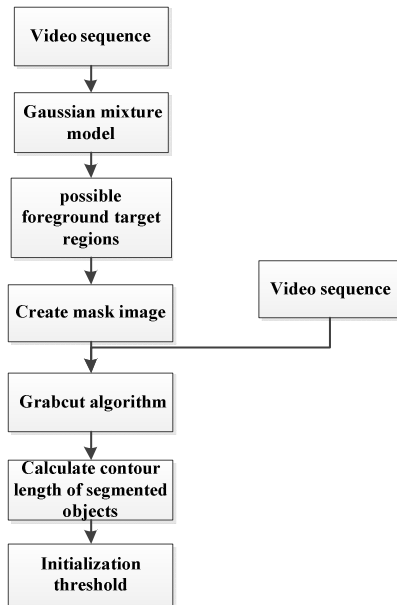 Video sequence
Gaussian mixture
model
possible
foreground target
regions
Create mask image
Video sequence
Grabcut algorithm
Calculate contour
length of segmented
objects
Initialization
threshold